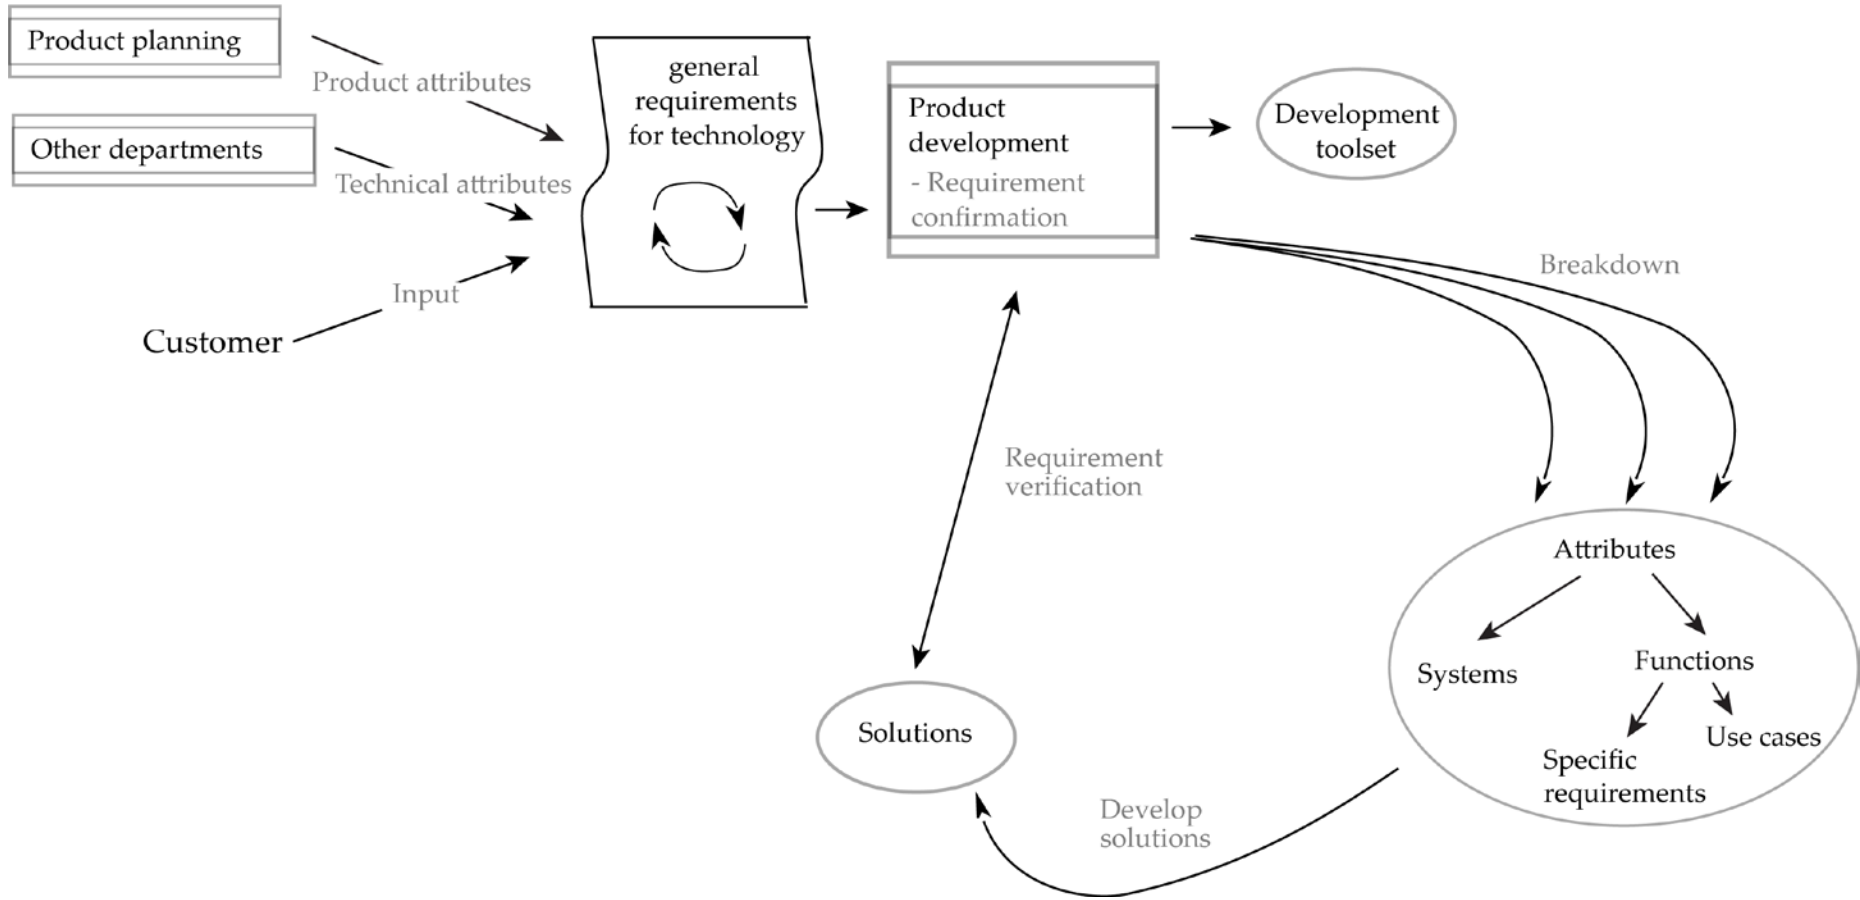 Product planning
Product attributes
Other departments
Technical attributes
Input
Customer
general
requirements
for technology
Product
development
- Requirement
confirmation
Development
toolset
Breakdown
Requirement
verification
Attributes
Systems
Functions
Use cases
Specific
requirements
Solutions
Develop
solutions